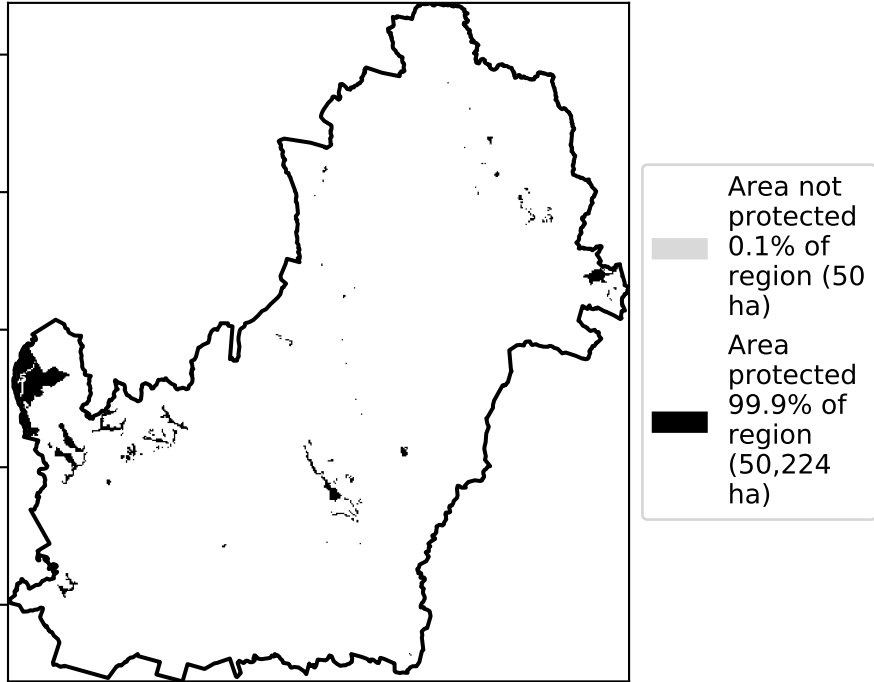 Area not
protected
0.1% of
region (50
ha)
Area
protected
99.9% of
region
(50,224
ha)